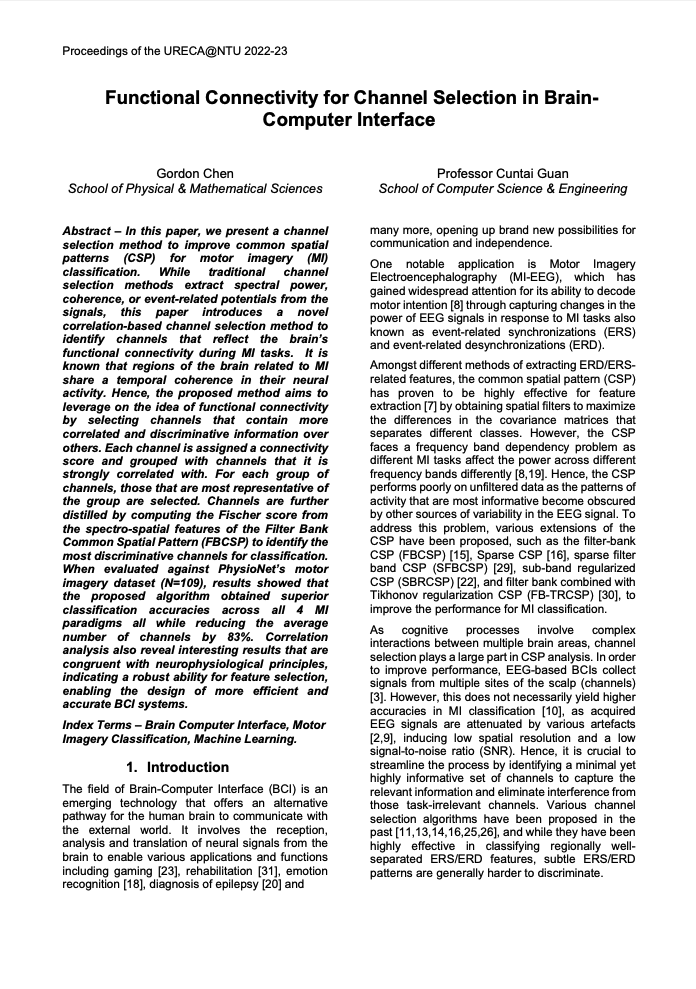 Proceedings of the URECA@NTU 2022-23
Functional Connectivity for Channel Selection in Brain-
Computer Interface
Gordon Chen
School of Physical & Mathematical Sciences
Professor Cuntai Guan
School of Computer Science & Engineering
Abstract – In this paper, we present a channel
selection method to improve common spatial
patterns (CSP) for motor imagery (MI)
classification. While traditional channel
selection methods extract spectral power,
coherence, or event-related potentials from the
signals, this paper introduces a novel
correlation-based channel selection method to
identify channels that reflect the brain's
functional connectivity during MI tasks. It is
known that regions of the brain related to MI
share a temporal coherence in their neural
activity. Hence, the proposed method aims to
leverage on the idea of functional connectivity
by selecting channels that contain more
correlated and discriminative information over
others. Each channel is assigned a connectivity
score and grouped with channels that it is
strongly correlated with. For each group of
channels, those that are most representative of
the group are selected. Channels are further
distilled by computing the Fischer score from
the spectro-spatial features of the Filter Bank
Common Spatial Pattern (FBCSP) to identify the
most discriminative channels for classification.
When evaluated against PhysioNet's motor
imagery dataset (N=109), results showed that
the proposed algorithm obtained superior
classification accuracies across all 4 MI
paradigms all while reducing the average
number of channels by 83%. Correlation
analysis also reveal interesting results that are
congruent with neurophysiological principles,
indicating a robust ability for feature selection,
enabling the design of more efficient and
accurate BCI systems.
Index Terms – Brain Computer Interface, Motor
Imagery Classification, Machine Learning.
1. Introduction
The field of Brain-Computer Interface (BCI) is an
emerging technology that offers an alternative
pathway for the human brain to communicate with
the external world. It involves the reception,
analysis and translation of neural signals from the
brain to enable various applications and functions
including gaming [23], rehabilitation [31], emotion
recognition [18], diagnosis of epilepsy [20] and
many more, opening up brand new possibilities for
communication and independence.
One notable application is Motor Imagery
Electroencephalography (MI-EEG), which has
gained widespread attention for its ability to decode
motor intention [8] through capturing changes in the
power of EEG signals in response to MI tasks also
known as event-related synchronizations (ERS)
and event-related desynchronizations (ERD).
Amongst different methods of extracting ERD/ERS-
related features, the common spatial pattern (CSP)
has proven to be highly effective for feature
extraction [7] by obtaining spatial filters to maximize
the differences in the covariance matrices that
separates different classes. However, the CSP
faces a frequency band dependency problem as
different MI tasks affect the power across different
frequency bands differently [8,19]. Hence, the CSP
performs poorly on unfiltered data as the patterns of
activity that are most informative become obscured
by other sources of variability in the EEG signal. To
address this problem, various extensions of the
CSP have been proposed, such as the filter-bank
CSP (FBCSP) [15], Sparse CSP [16], sparse filter
band CSP (SFBCSP) [29], sub-band regularized
CSP (SBRCSP) [22], and filter bank combined with
Tikhonov regularization CSP (FB-TRCSP) [30], to
improve the performance for MI classification.
As cognitive processes involve complex
interactions between multiple brain areas, channel
selection plays a large part in CSP analysis. In order
to improve performance, EEG-based BCIs collect
signals from multiple sites of the scalp (channels)
[3]. However, this does not necessarily yield higher
accuracies in MI classification [10], as acquired
EEG signals are attenuated by various artefacts
[2,9], inducing low spatial resolution and a low
signal-to-noise ratio (SNR). Hence, it is crucial to
streamline the process by identifying a minimal yet
highly informative set of channels to capture the
relevant information and eliminate interference from
those task-irrelevant channels. Various channel
selection algorithms have been proposed in the
past [11,13,14,16,25,26], and while they have been
highly effective in classifying regionally well-
separated ERS/ERD features, subtle ERS/ERD
patterns are generally harder to discriminate.